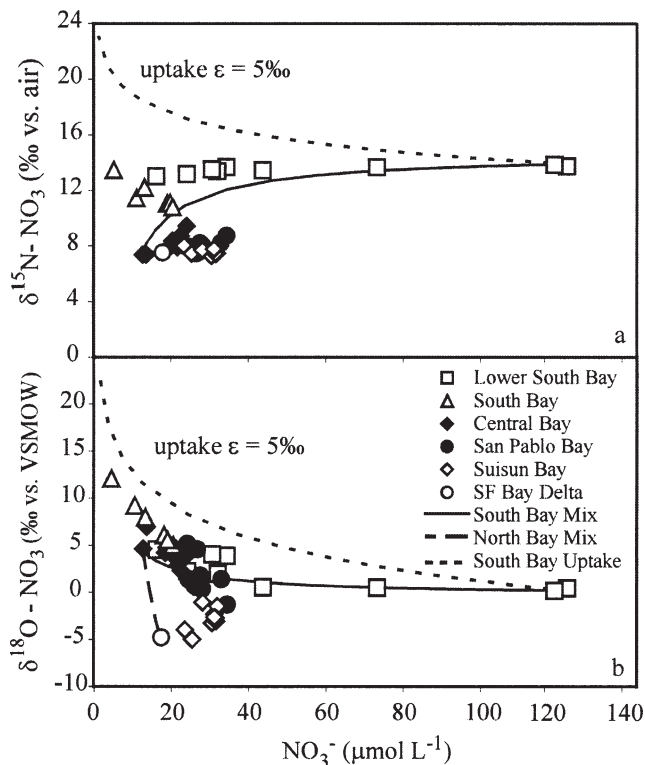 24
20
16
12
8
4
0
δ15N- NO3 (‰ vs. air)
uptake ε = 5‰
a
20
15
10
5
0
-5
-10
δ18O - NO3 (‰ vs. VSMOW)
uptake ε = 5‰
Lower South Bay
South Bay
Central Bay
San Pablo Bay
Suisun Bay
SF Bay Delta
South Bay Mix
North Bay Mix
South Bay Uptake
b
0 20 40 60 80 100 120 140
NO3- (μmol L-1)